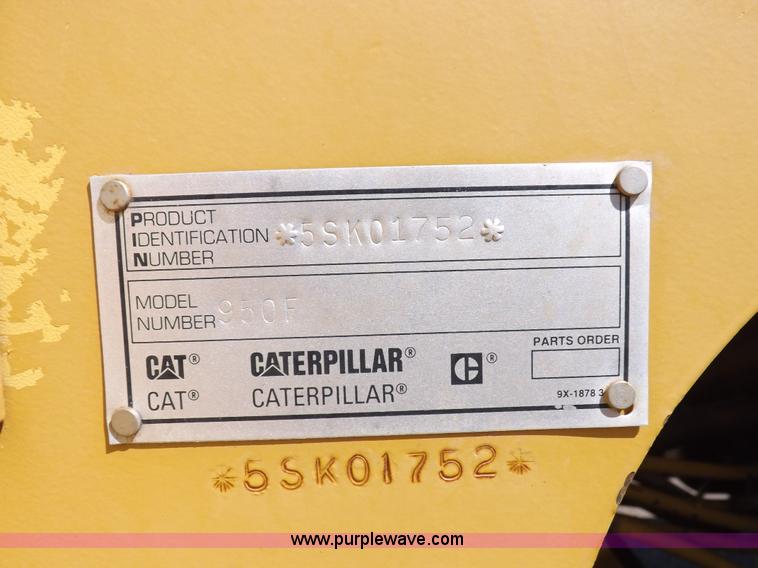 PRODUCT
IDENTIFICATION *5SK01752*
NUMBER
MODEL
NUMBER 950F
PARTS ORDER
CAT® CATERPILLAR® C®
CAT® CATERPILLAR®
9X-1878 3
*5SK01752*
www.purplewave.com